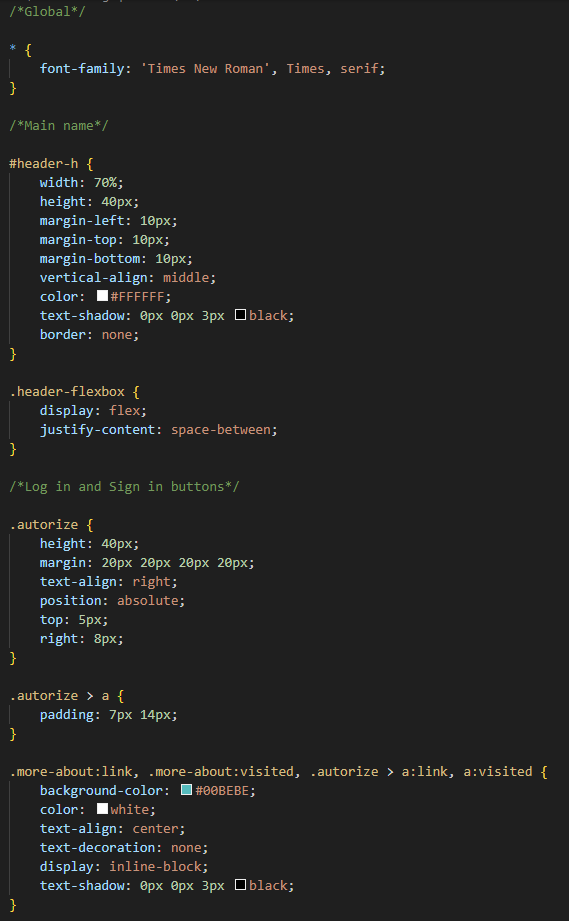 /*Global*/
* {
font-family: 'Times New Roman', Times, serif;
}
/*Main name*/
#header-h {
width: 70%;
height: 40px;
margin-left: 10px;
margin-top: 10px;
margin-bottom: 10px;
vertical-align: middle;
color: #FFFFFF;
text-shadow: 0px 0px 3px black;
border: none;
}
.header-flexbox {
display: flex;
justify-content: space-between;
}
/*Log in and Sign in buttons*/
.autorize {
height: 40px;
margin: 20px 20px 20px 20px;
text-align: right;
position: absolute;
top: 5px;
right: 8px;
}
.autorize > a {
padding: 7px 14px;
}
.more-about:link, .more-about:visited, .autorize > a:link, a:visited {
background-color: #00BEBE;
color: white;
text-align: center;
text-decoration: none;
display: inline-block;
text-shadow: 0px 0px 3px black;
}